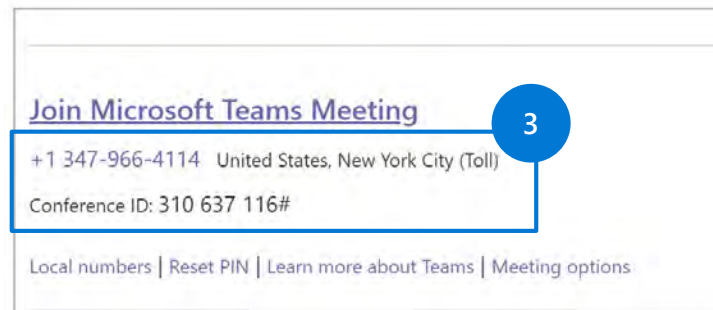 Join Microsoft Teams Meeting
3
+1 347-966-4114 United States, New York City (Toll)
Conference ID: 310 637 116#
Local numbers | Reset PIN | Learn more about Teams | Meeting options